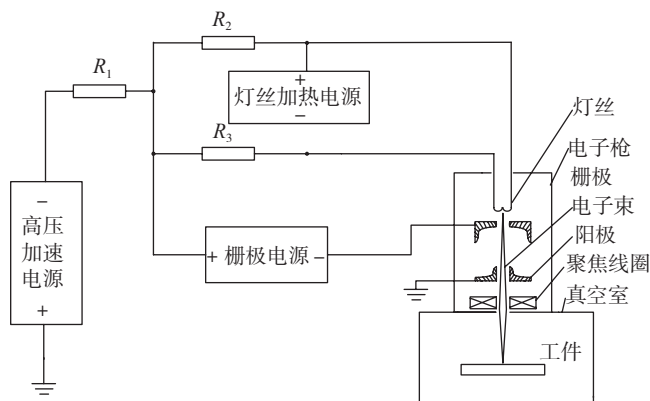 R₂
R₁
+
灯丝加热电源
−
R₃
灯丝
电子枪
栅极
电子束
阳极
聚焦线圈
真空室
−
高压
加速
电源
+
+ 栅极电源 −
工件